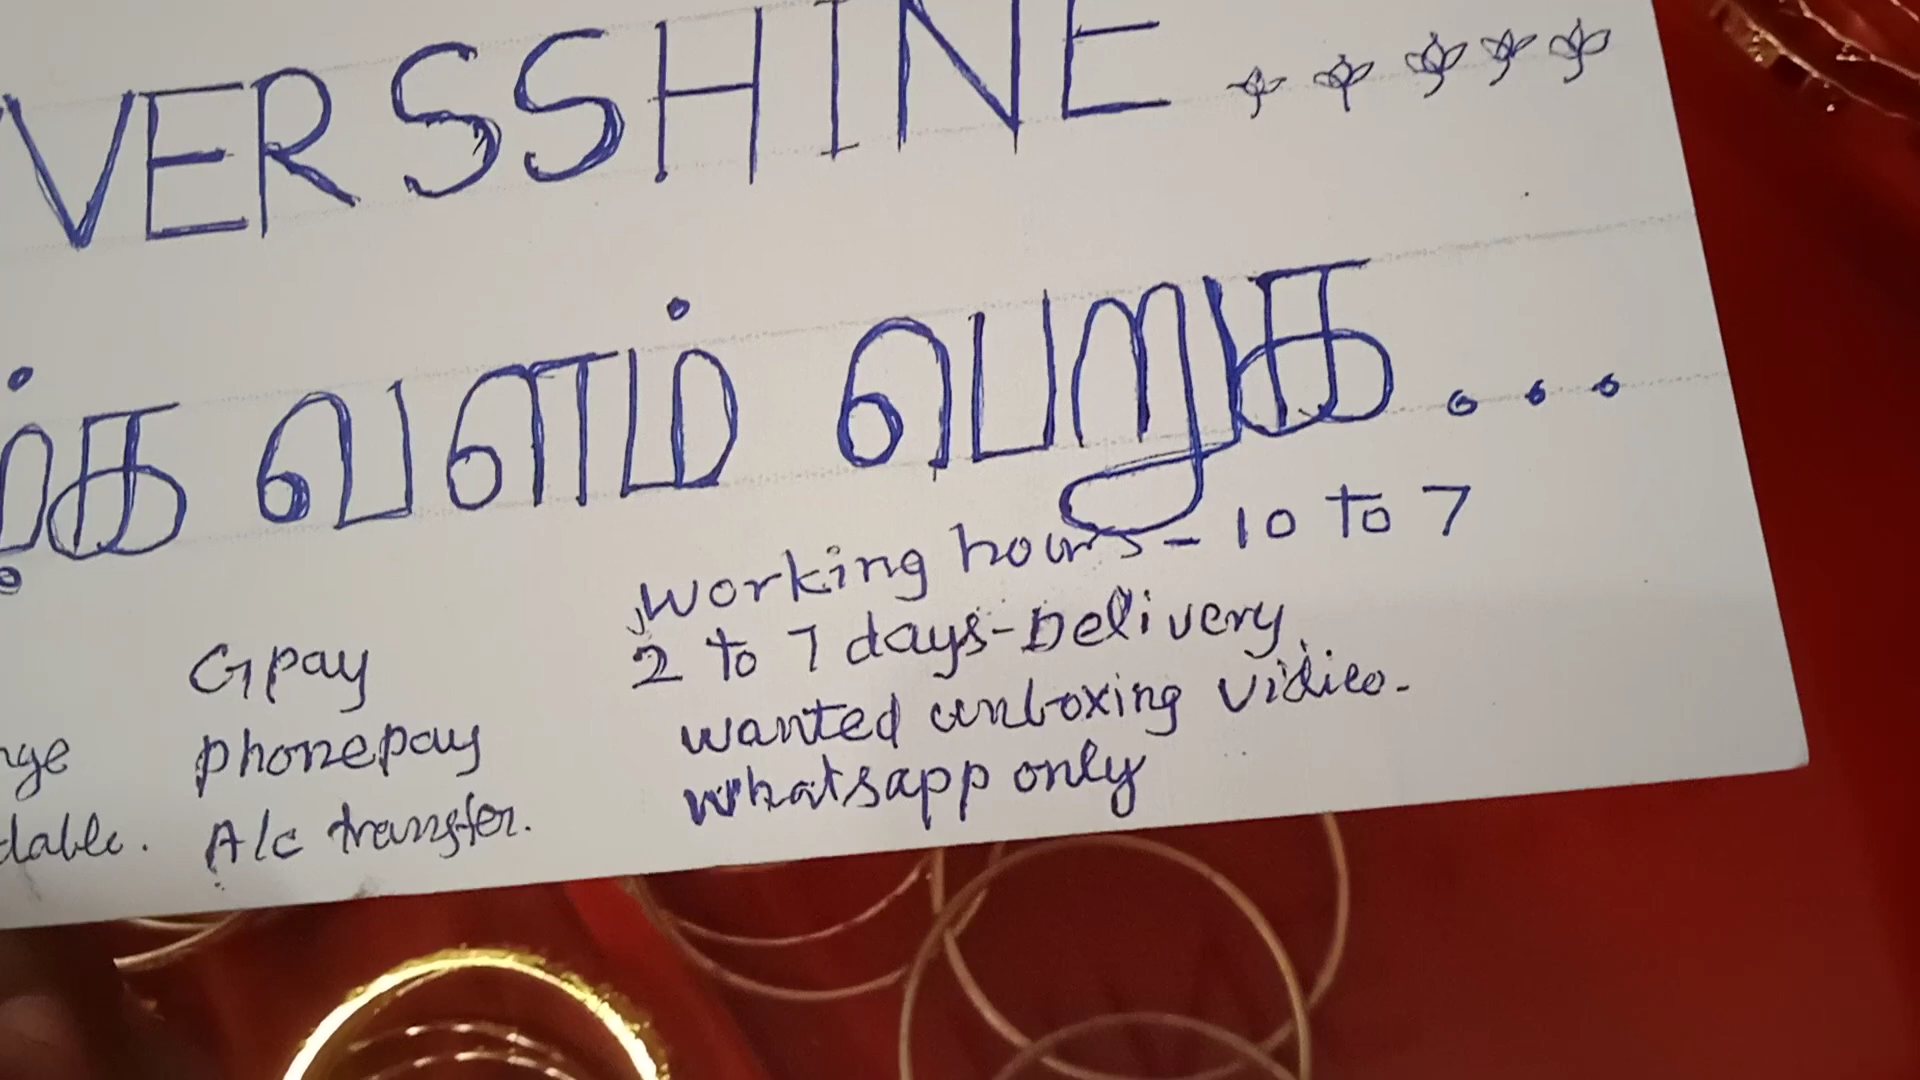 VERSSHINE
க வளம் பெறுக...
Working hours - 10 to 7
Gpay 2 to 7 days - Delivery
phonepay wanted unboxing vidieo.
A/c transfer. whatsapp only